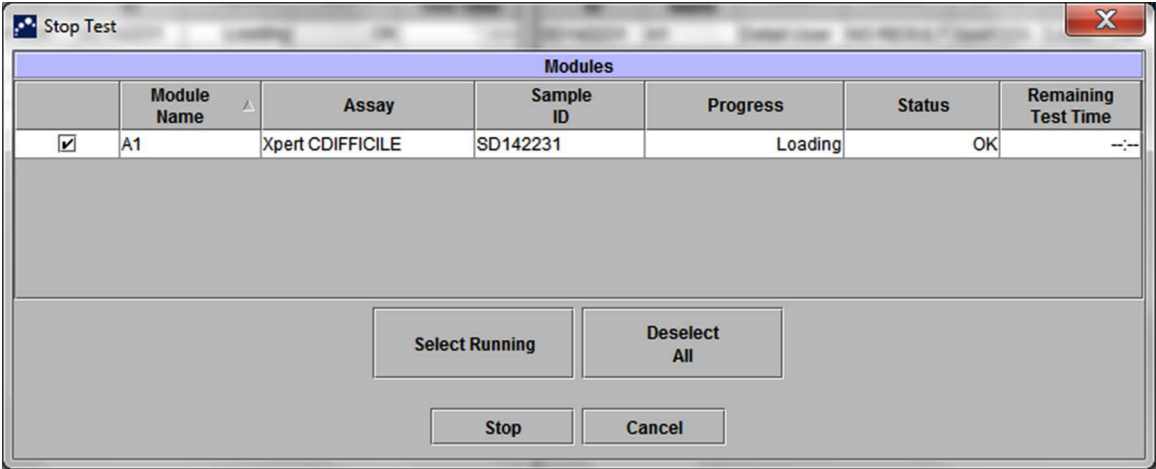 Stop Test
Modules
Module Name
Assay
Sample ID
Progress
Status
Remaining Test Time
A1 Xpert CDIFFICILE SD142231 Loading OK --:--
Select Running
Deselect All
Stop
Cancel